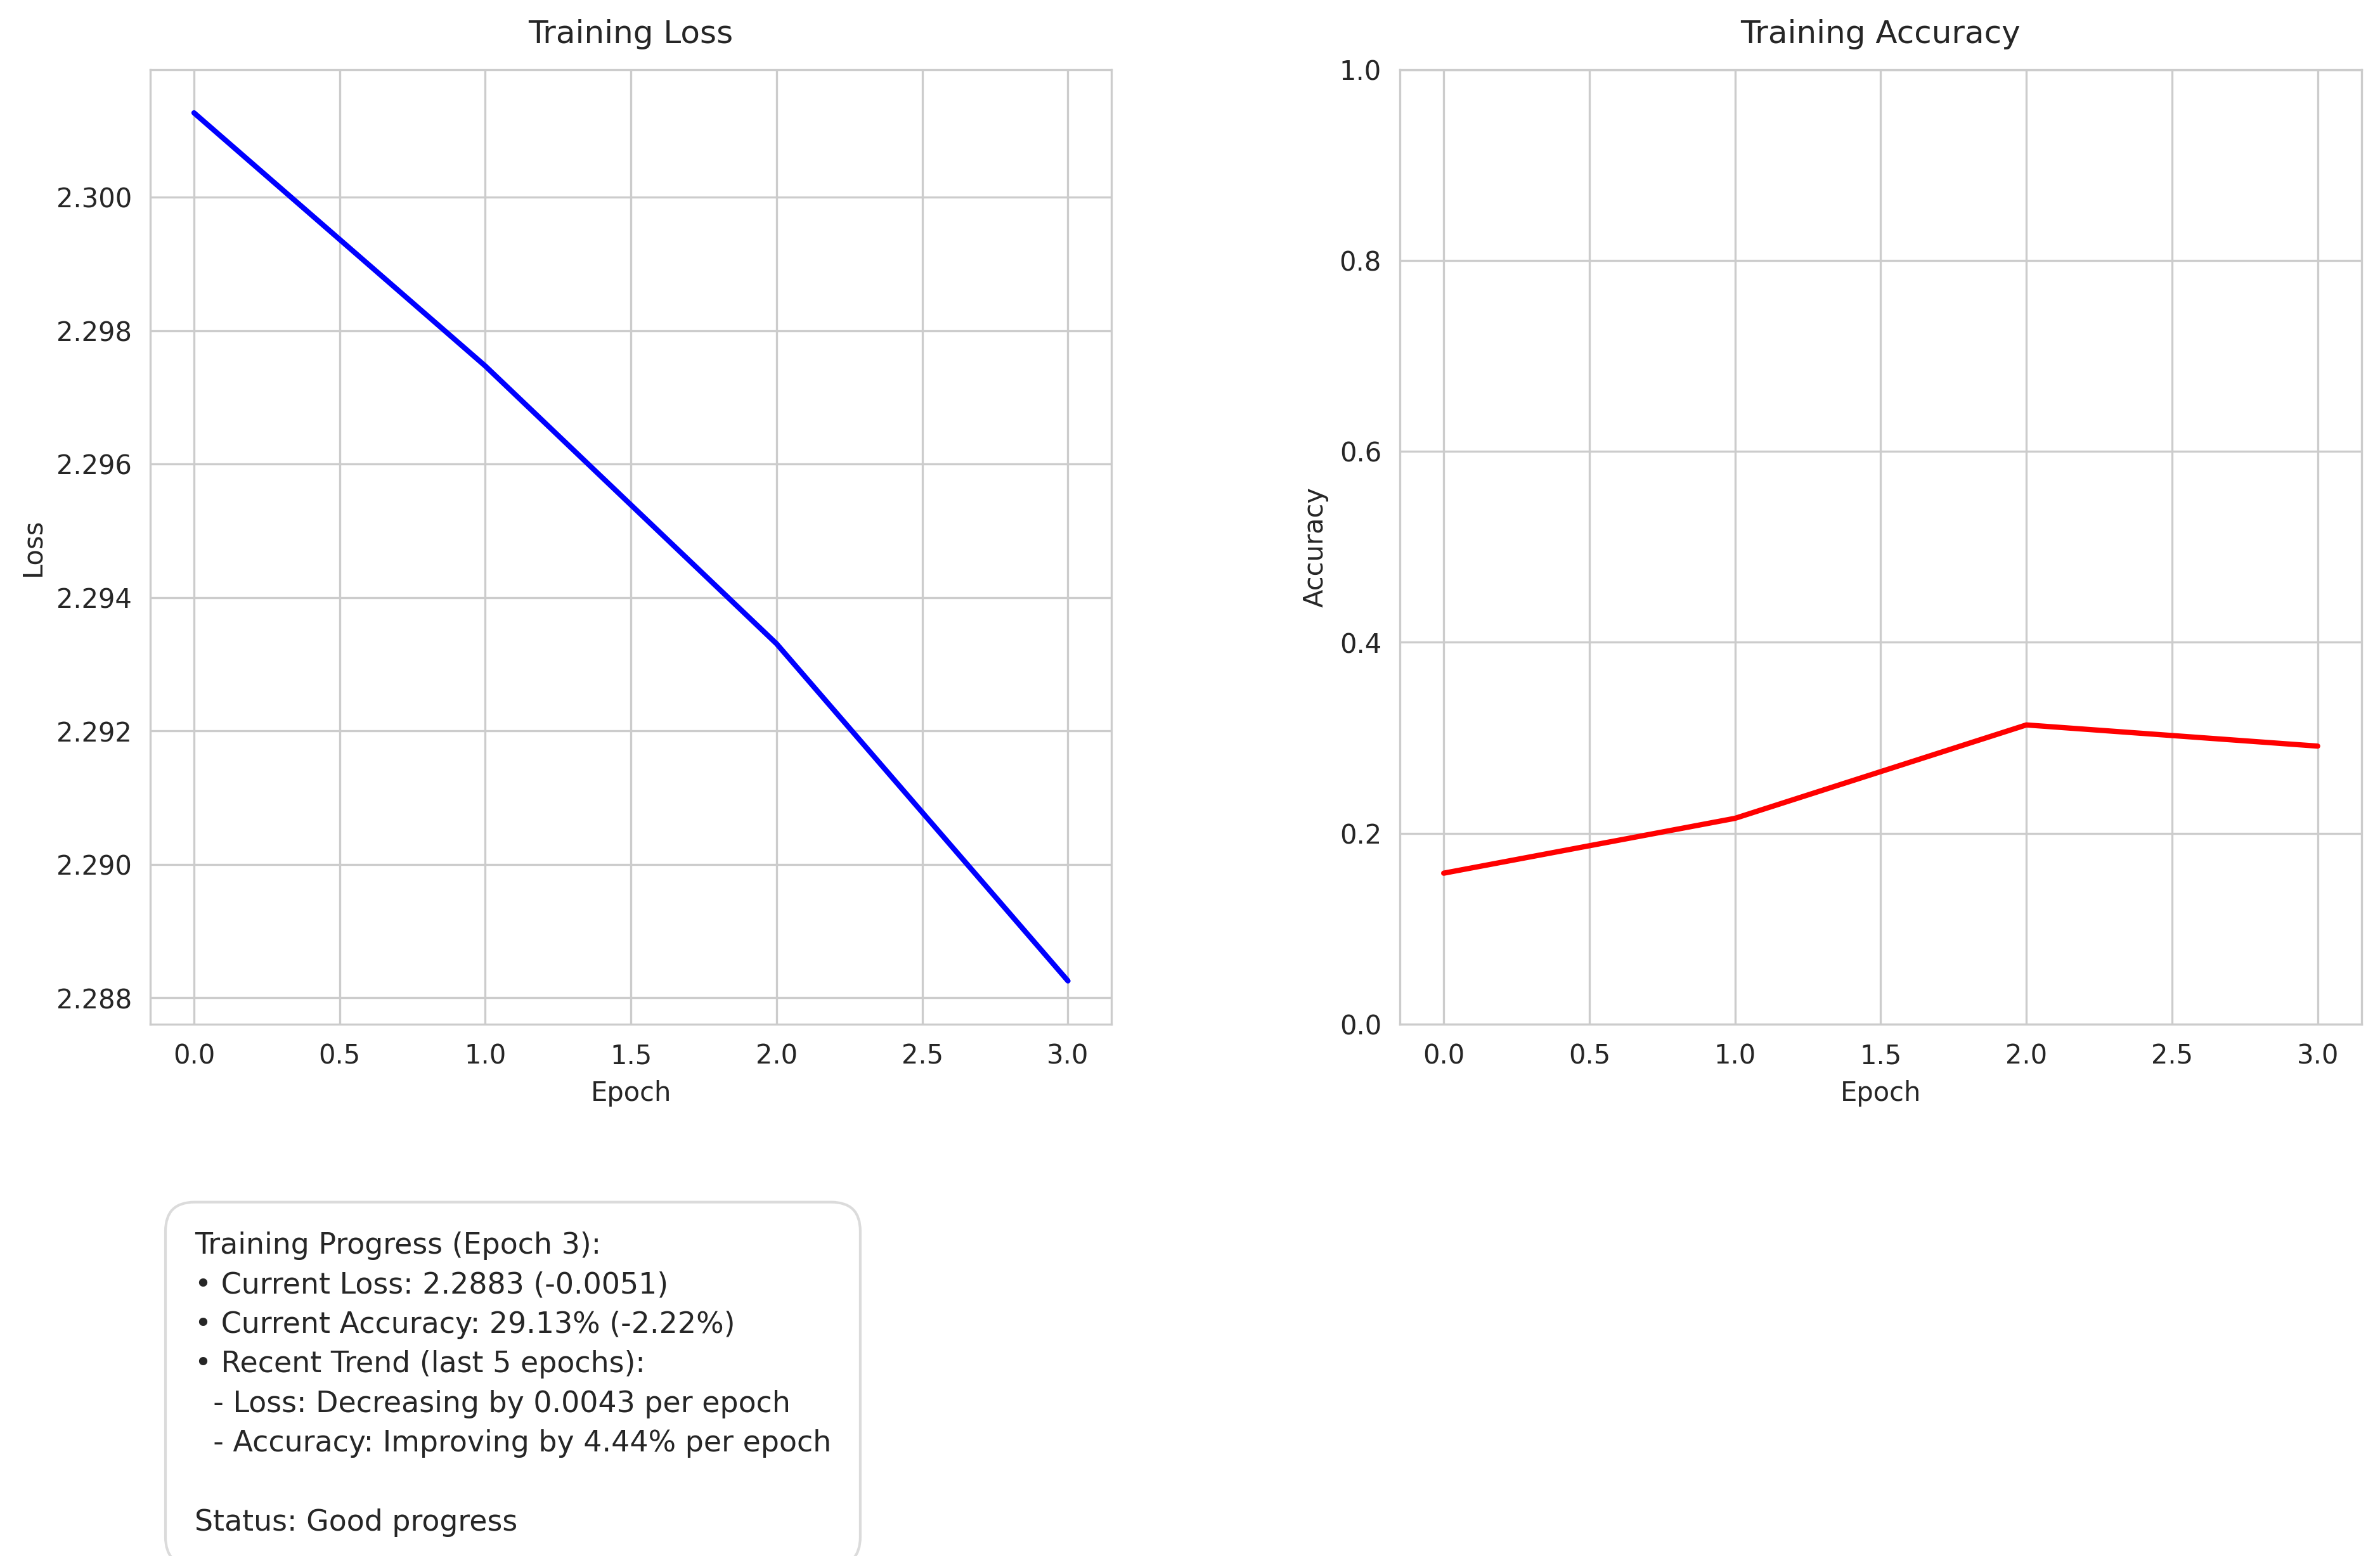 Training Loss
2.300
2.298
2.296
2.294
2.292
2.290
2.288
Loss
0.0 0.5 1.0 1.5 2.0 2.5 3.0
Epoch
Training Accuracy
1.0
0.8
0.6
0.4
0.2
0.0
Accuracy
0.0 0.5 1.0 1.5 2.0 2.5 3.0
Epoch
Training Progress (Epoch 3):
• Current Loss: 2.2883 (-0.0051)
• Current Accuracy: 29.13% (-2.22%)
• Recent Trend (last 5 epochs):
- Loss: Decreasing by 0.0043 per epoch
- Accuracy: Improving by 4.44% per epoch
Status: Good progress